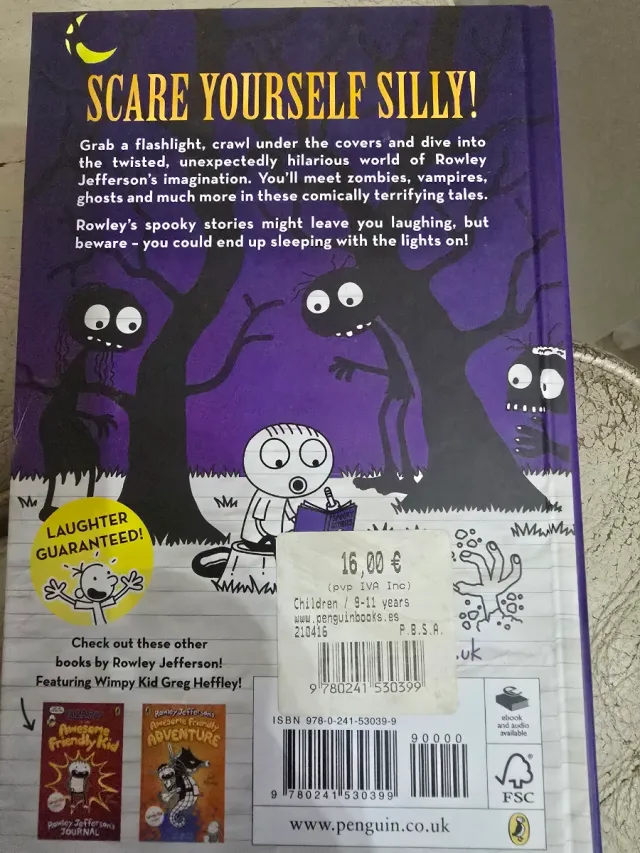 SCARE YOURSELF SILLY!
Grab a flashlight, crawl under the covers and dive into
the twisted, unexpectedly hilarious world of Rowley
Jefferson's imagination. You'll meet zombies, vampires,
ghosts and much more in these comically terrifying tales.
Rowley's spooky stories might leave you laughing, but
beware – you could end up sleeping with the lights on!
SPOOKY
STORIES
LAUGHTER
GUARANTEED!
16,00 €
(pvp IVA Inc)
Children / 9-11 years
www.penguinbooks.es
210416 P.B.S.A.
9 780241 530399
.uk
Check out these other
books by Rowley Jefferson!
Featuring Wimpy Kid Greg Heffley!
Awesome
Friendly Kid
Rowley Jefferson's
JOURNAL
Rowley Jefferson's
Awesome Friendly
ADVENTURE
ISBN 978-0-241-53039-9
90000
9 780241 530399
www.penguin.co.uk
ebook
and audio
available
FSC